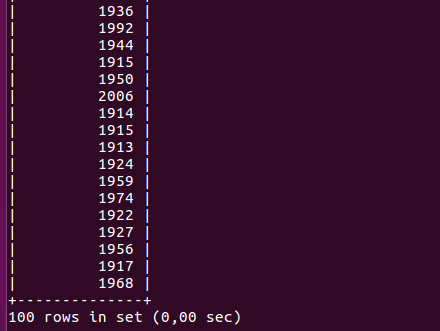 |         1936 |
|         1992 |
|         1944 |
|         1915 |
|         1950 |
|         2006 |
|         1914 |
|         1915 |
|         1913 |
|         1924 |
|         1959 |
|         1974 |
|         1922 |
|         1927 |
|         1956 |
|         1917 |
|         1968 |
+--------------+
100 rows in set (0,00 sec)